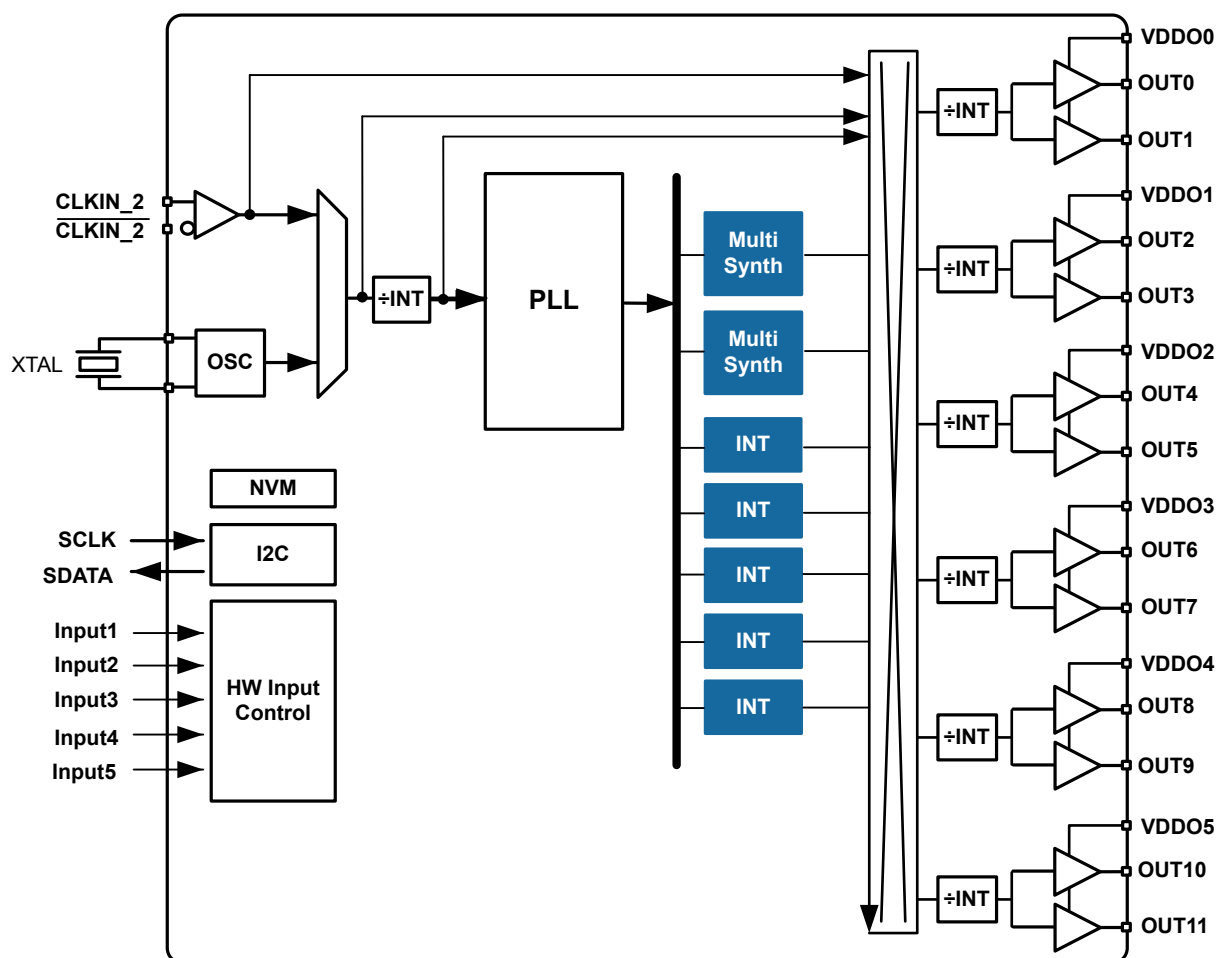 CLKIN_2
CLKIN_2
XTAL
OSC
÷INT
PLL
NVM
SCLK
SDATA
I2C
Input1
Input2
Input3
Input4
Input5
HW Input
Control
Multi
Synth
Multi
Synth
INT
INT
INT
INT
INT
÷INT
VDDO0
OUT0
OUT1
÷INT
VDDO1
OUT2
OUT3
÷INT
VDDO2
OUT4
OUT5
÷INT
VDDO3
OUT6
OUT7
÷INT
VDDO4
OUT8
OUT9
÷INT
VDDO5
OUT10
OUT11